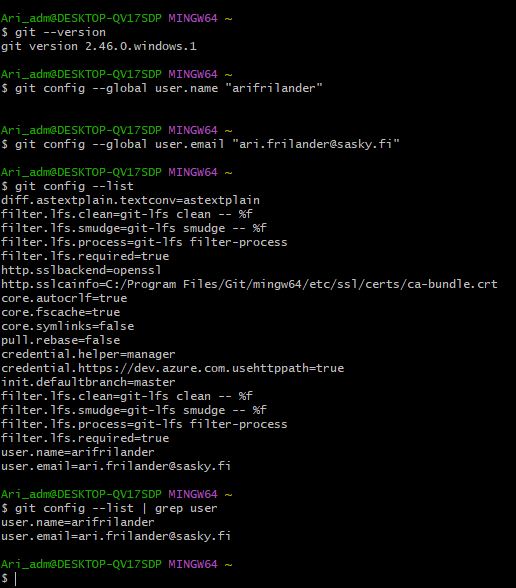 Ari_adm@DESKTOP-QV17SDP MINGW64 ~
$ git --version
git version 2.46.0.windows.1
Ari_adm@DESKTOP-QV17SDP MINGW64 ~
$ git config --global user.name "arifrilander"
Ari_adm@DESKTOP-QV17SDP MINGW64 ~
$ git config --global user.email "ari.frilander@sasky.fi"
Ari_adm@DESKTOP-QV17SDP MINGW64 ~
$ git config --list
diff.astextplain.textconv=astextplain
filter.lfs.clean=git-lfs clean -- %f
filter.lfs.smudge=git-lfs smudge -- %f
filter.lfs.process=git-lfs filter-process
filter.lfs.required=true
http.sslbackend=openssl
http.sslcainfo=C:/Program Files/Git/mingw64/etc/ssl/certs/ca-bundle.crt
core.autocrlf=true
core.fscache=true
core.symlinks=false
pull.rebase=false
credential.helper=manager
credential.https://dev.azure.com.usehttppath=true
init.defaultbranch=master
filter.lfs.clean=git-lfs clean -- %f
filter.lfs.smudge=git-lfs smudge -- %f
filter.lfs.process=git-lfs filter-process
filter.lfs.required=true
user.name=arifrilander
user.email=ari.frilander@sasky.fi
Ari_adm@DESKTOP-QV17SDP MINGW64 ~
$ git config --list | grep user
user.name=arifrilander
user.email=ari.frilander@sasky.fi
Ari_adm@DESKTOP-QV17SDP MINGW64 ~
$